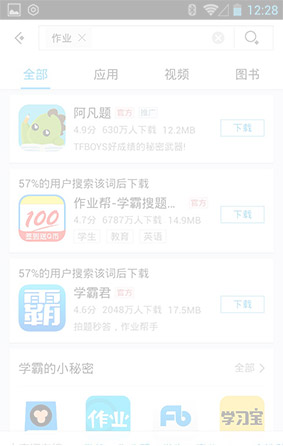 12:28
作业
全部 应用 视频 图书
阿凡题 官方 推广
4.9分 630万人下载 12.2MB
下载
TFBOYS好成绩的秘密武器!
57%的用户搜索该词后下载
作业帮-学霸搜题... 官方
4.7分 6787万人下载 14.9MB
下载
学生 教育 英语
100
57%的用户搜索该词后下载
学霸君 官方
4.6分 2048万人下载 17.5MB
下载
拍题秒答，作业帮手
霸
学霸的小秘密 全部
作业
学习宝